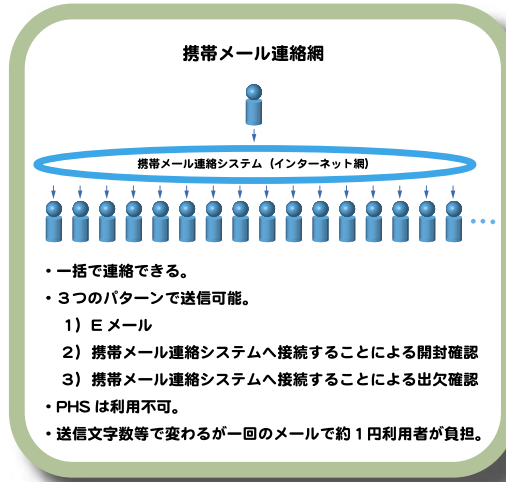 携帯メール連絡網
携帯メール連絡システム（インターネット網）
・一括で連絡できる。
・３つのパターンで送信可能。
１）Ｅメール
２）携帯メール連絡システムへ接続することによる開封確認
３）携帯メール連絡システムへ接続することによる出欠確認
・PHSは利用不可。
・送信文字数等で変わるが一回のメールで約１円利用者が負担。